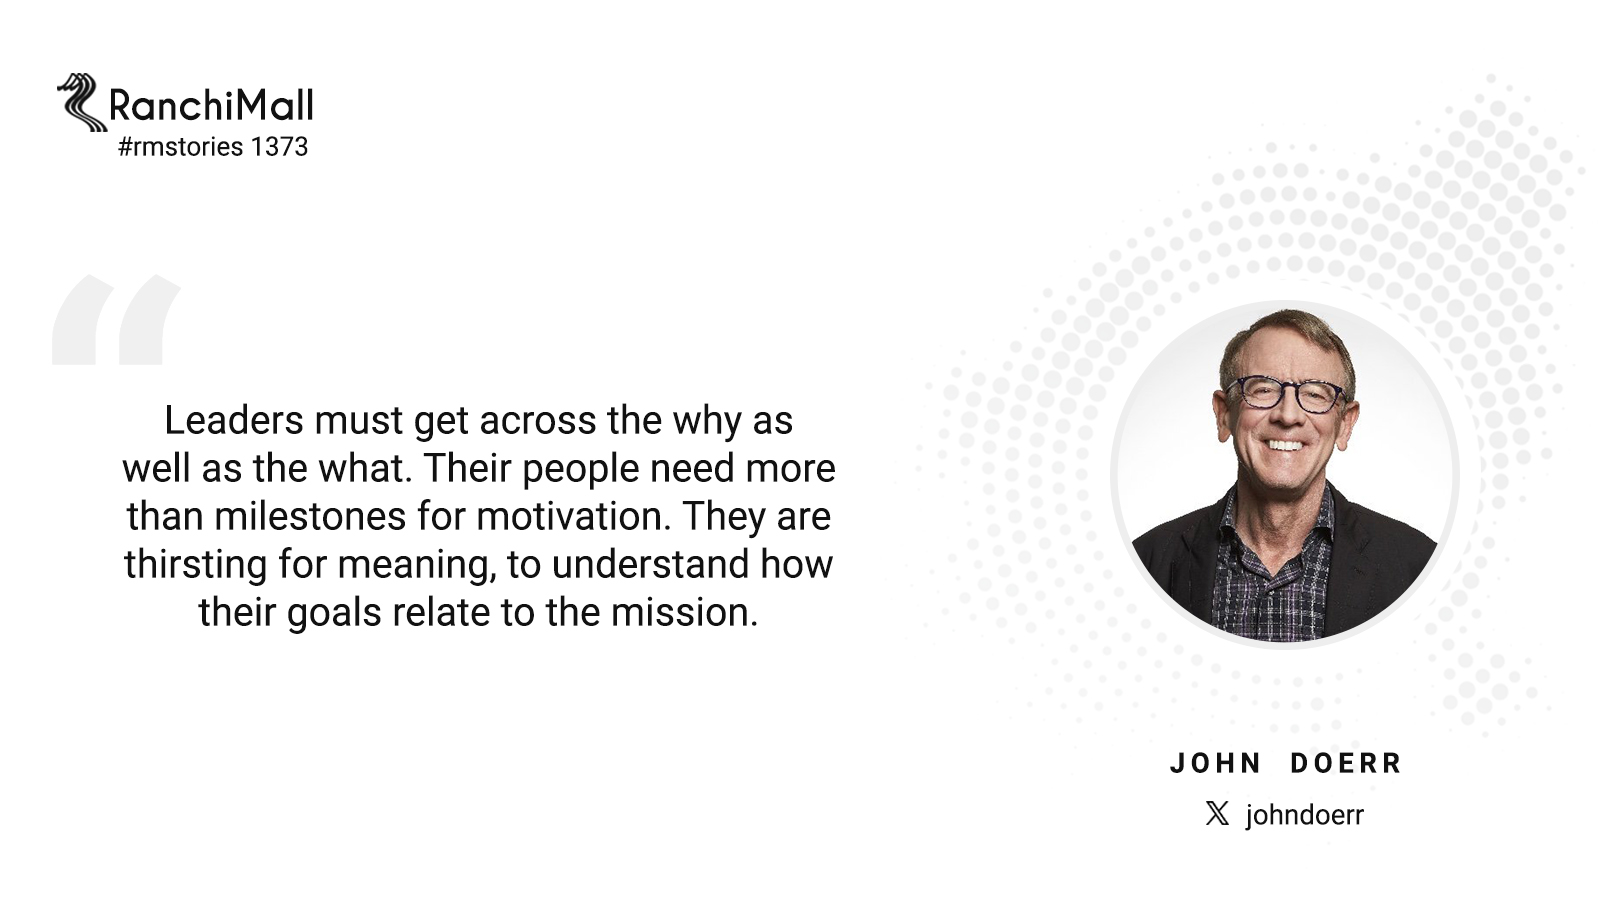 RanchiMall
#rmstories 1373
“
Leaders must get across the why as
well as the what. Their people need more
than milestones for motivation. They are
thirsting for meaning, to understand how
their goals relate to the mission.
JOHN DOERR
𝕏 johndoerr